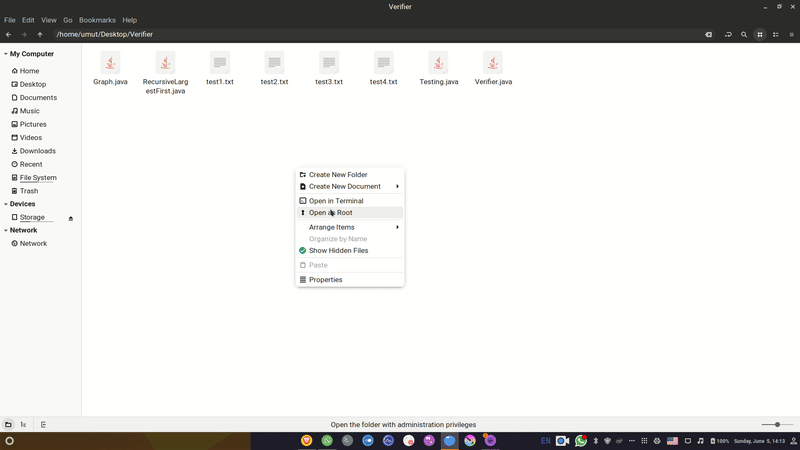 Verifier
File Edit View Go Bookmarks Help
/home/umut/Desktop/Verifier
My Computer
Home
Desktop
Documents
Music
Pictures
Videos
Downloads
Recent
File System
Trash
Devices
Storage
Network
Network
Graph.java
RecursiveLarg
estFirst.java
test1.txt
test2.txt
test3.txt
test4.txt
Testing.java
Verifier.java
Create New Folder
Create New Document
Open in Terminal
Open as Root
Arrange Items
Organize by Name
Show Hidden Files
Paste
Properties
Open the folder with administration privileges
EN
100%
Sunday, June 5, 14:13